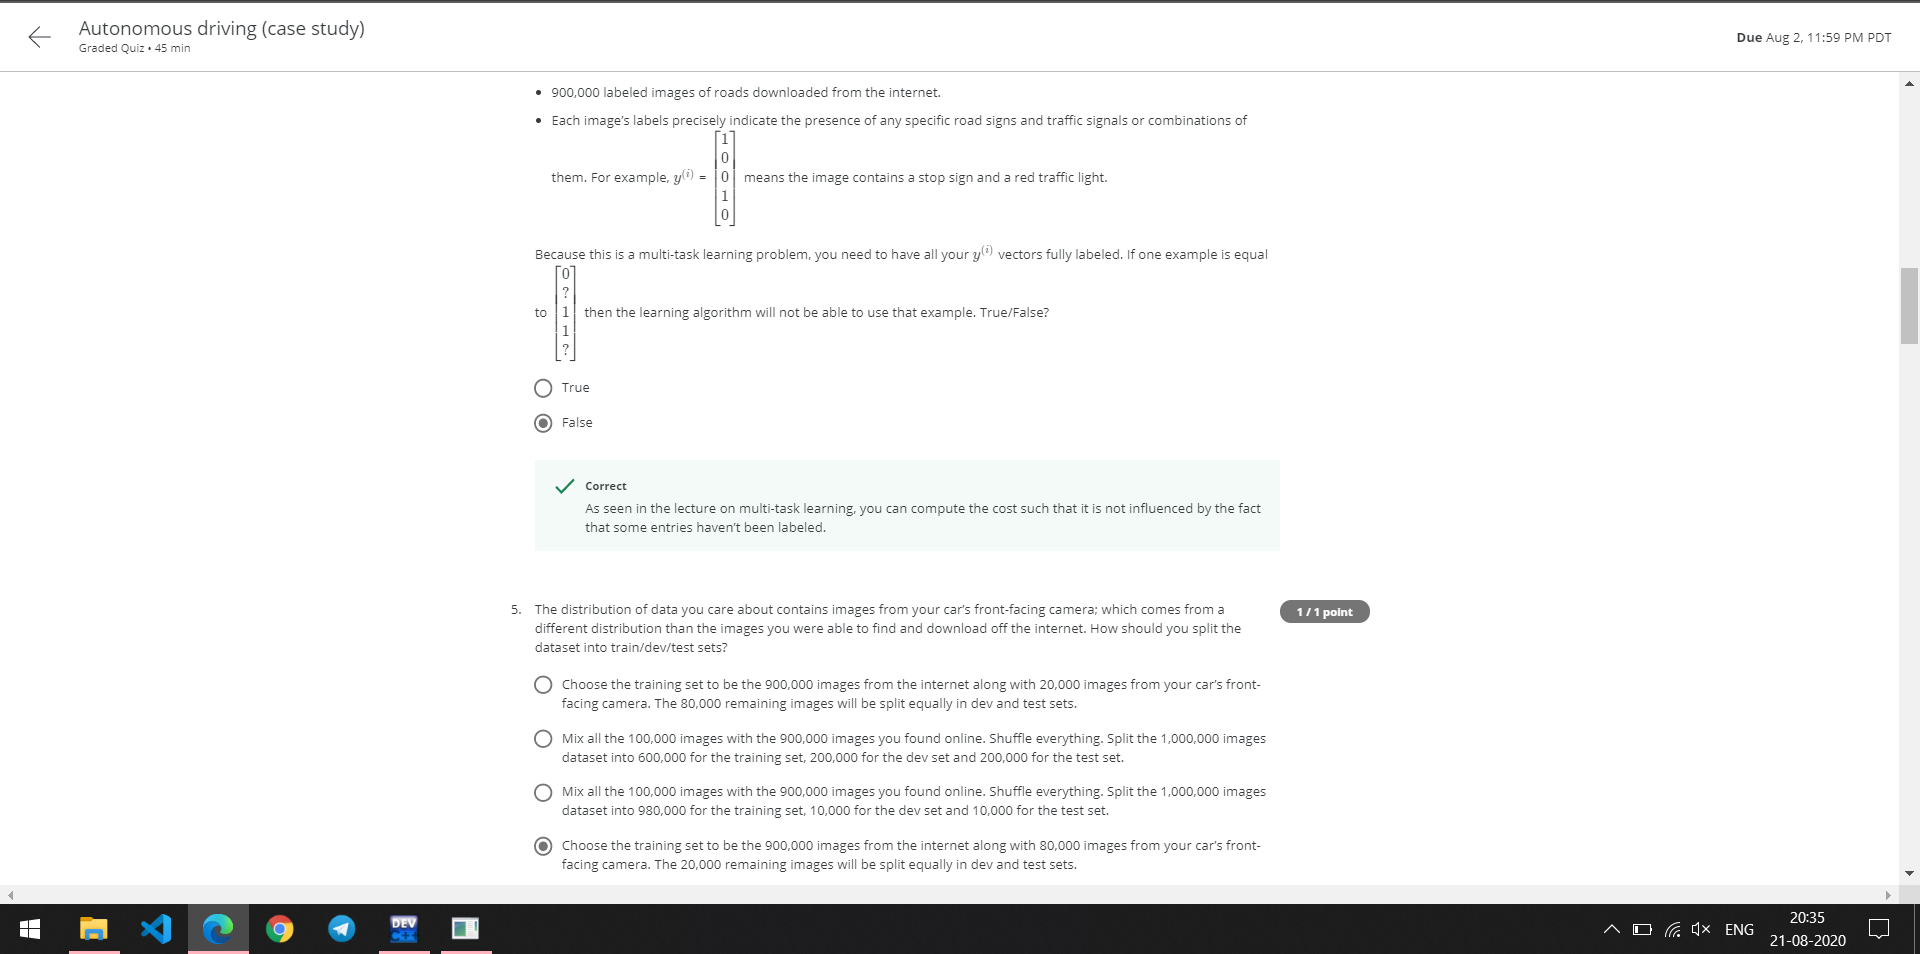 Autonomous driving (case study)
Graded Quiz • 45 min
Due Aug 2, 11:59 PM PDT
• 900,000 labeled images of roads downloaded from the internet.
• Each image's labels precisely indicate the presence of any specific road signs and traffic signals or combinations of
1
0
them. For example, y(i) = 0 means the image contains a stop sign and a red traffic light.
1
0
Because this is a multi-task learning problem, you need to have all your y(i) vectors fully labeled. If one example is equal
0
?
to 1 then the learning algorithm will not be able to use that example. True/False?
1
?
True
False
Correct
As seen in the lecture on multi-task learning, you can compute the cost such that it is not influenced by the fact
that some entries haven't been labeled.
5. The distribution of data you care about contains images from your car's front-facing camera; which comes from a
1 / 1 point
different distribution than the images you were able to find and download off the internet. How should you split the
dataset into train/dev/test sets?
Choose the training set to be the 900,000 images from the internet along with 20,000 images from your car's front-
facing camera. The 80,000 remaining images will be split equally in dev and test sets.
Mix all the 100,000 images with the 900,000 images you found online. Shuffle everything. Split the 1,000,000 images
dataset into 600,000 for the training set, 200,000 for the dev set and 200,000 for the test set.
Mix all the 100,000 images with the 900,000 images you found online. Shuffle everything. Split the 1,000,000 images
dataset into 980,000 for the training set, 10,000 for the dev set and 10,000 for the test set.
Choose the training set to be the 900,000 images from the internet along with 80,000 images from your car's front-
facing camera. The 20,000 remaining images will be split equally in dev and test sets.
DEV
C++
ENG
20:35
21-08-2020